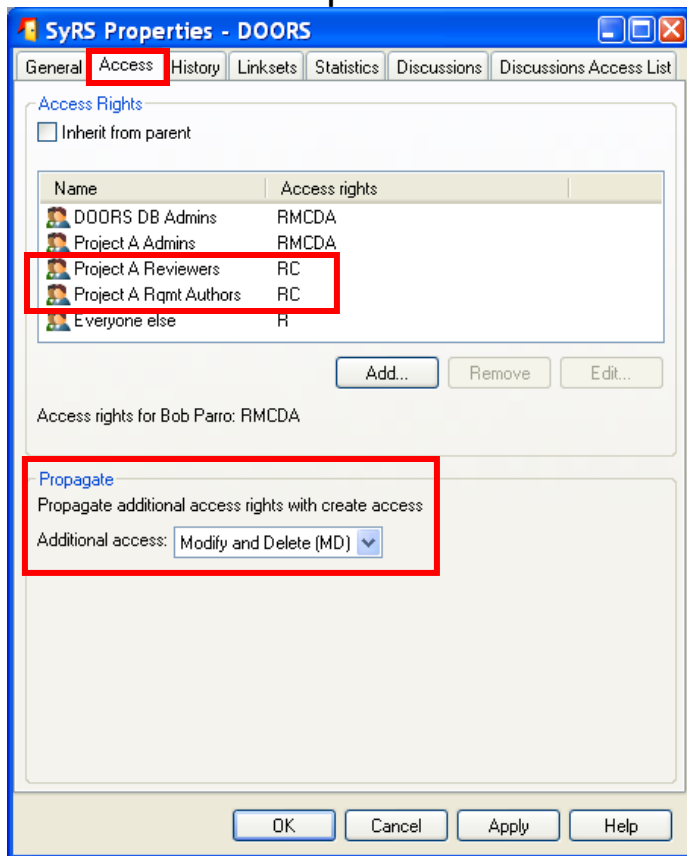 SyRS Properties - DOORS
General Access History Linksets Statistics Discussions Discussions Access List
Access Rights
Inherit from parent
Name Access rights
DOORS DB Admins RMCDA
Project A Admins RMCDA
Project A Reviewers RC
Project A Rqmt Authors RC
Everyone else R
Add... Remove Edit...
Access rights for Bob Parro: RMCDA
Propagate
Propagate additional access rights with create access
Additional access: Modify and Delete (MD)
OK Cancel Apply Help